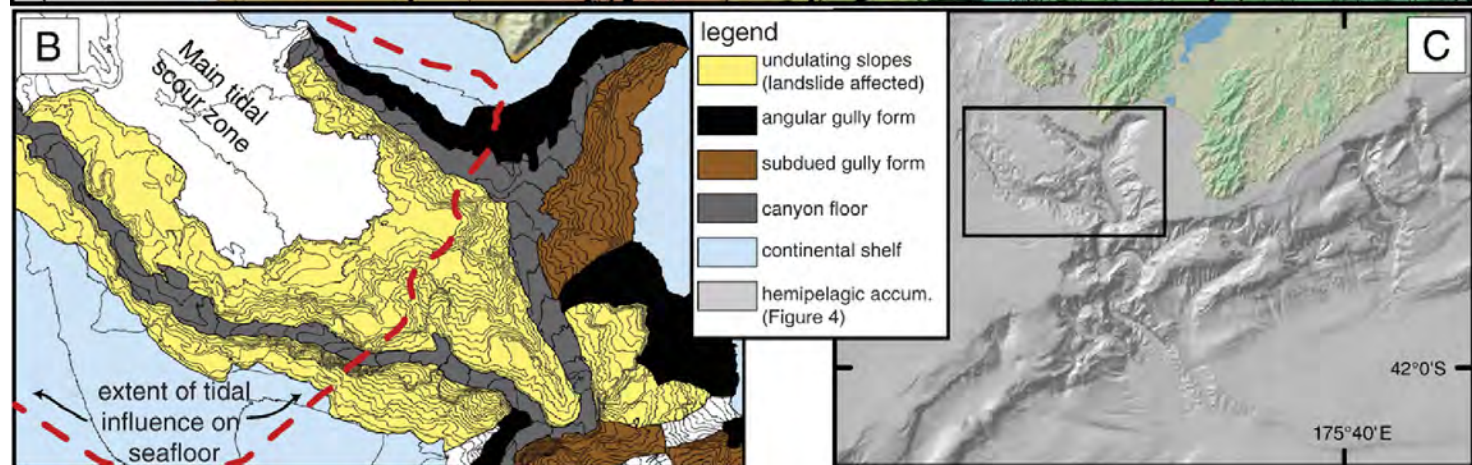 B
Main tidal
scour zone
extent of tidal
influence on
seafloor
legend
undulating slopes
(landslide affected)
angular gully form
subdued gully form
canyon floor
continental shelf
hemipelagic accum.
(Figure 4)
C
42°0'S
175°40'E